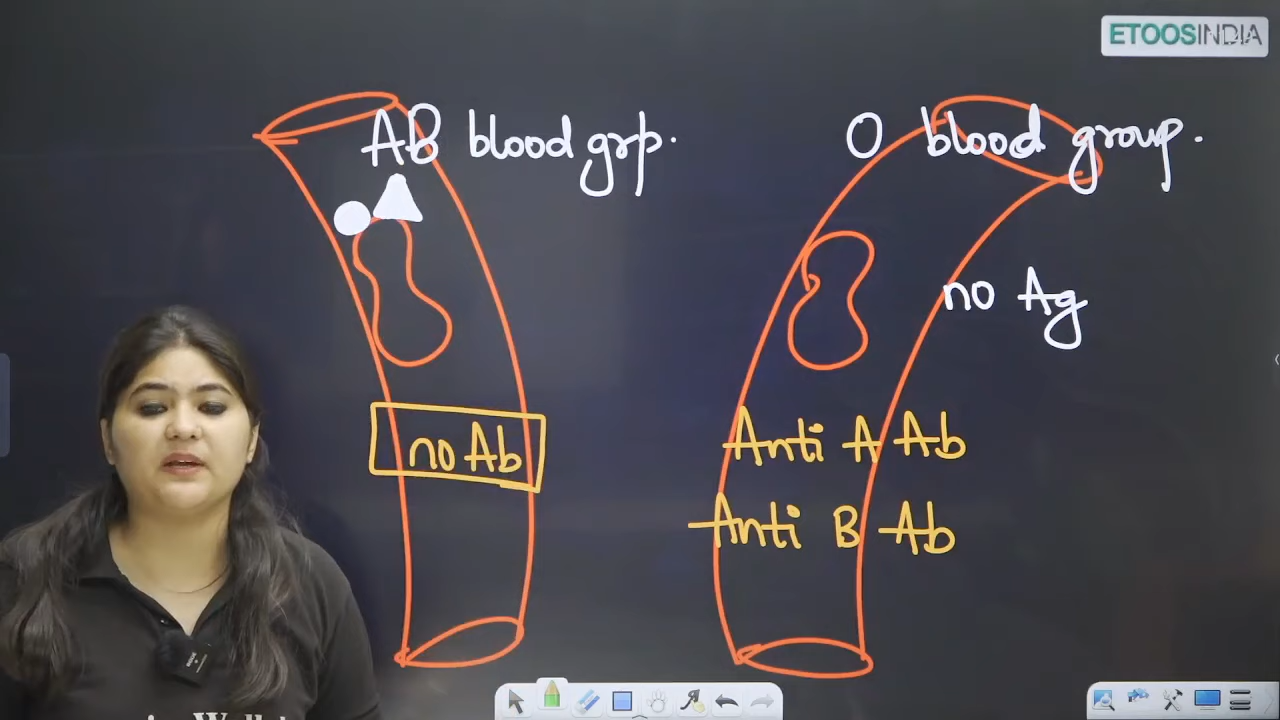 ETOOSINDIA
AB blood grp.
O blood group.
no Ag
no Ab
Anti A Ab
Anti B Ab